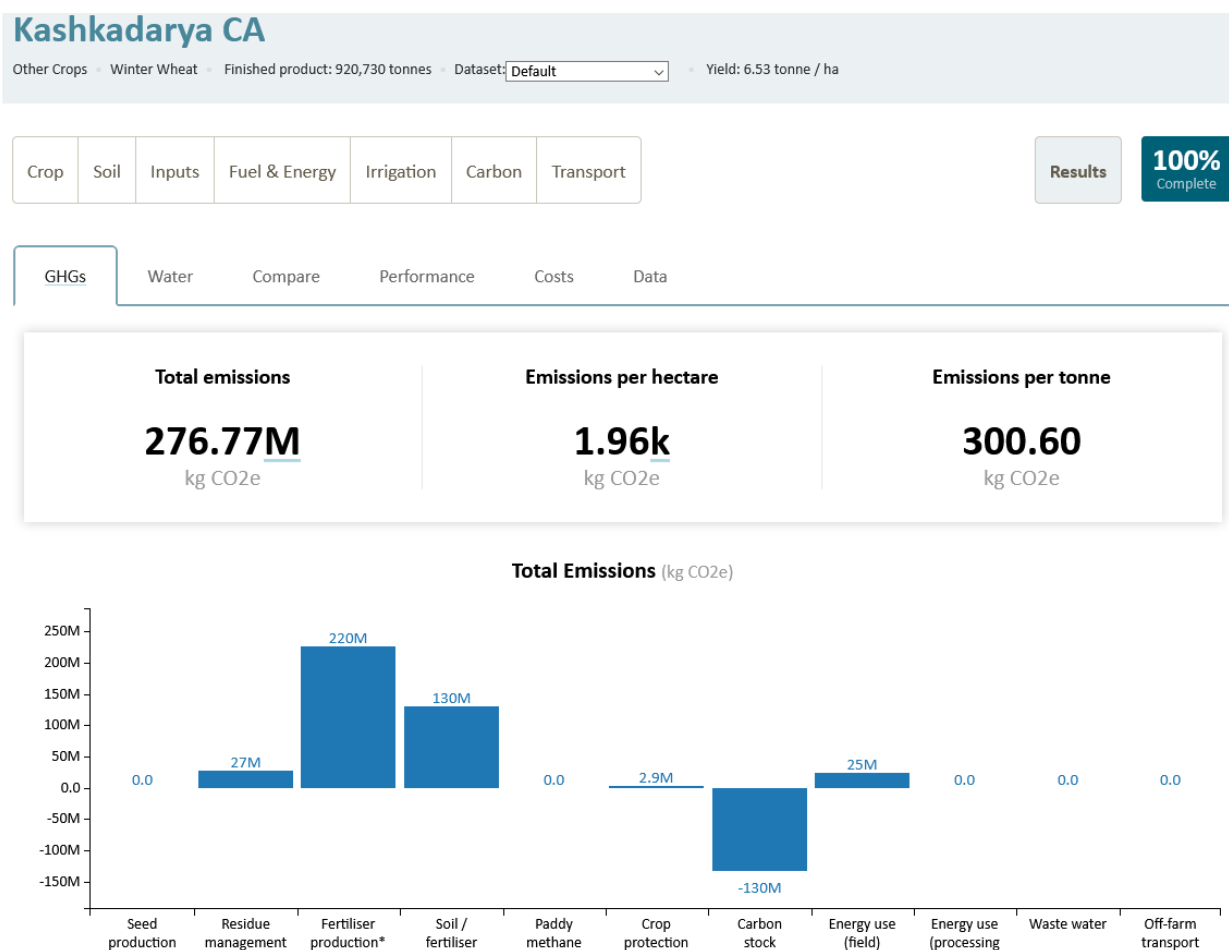 Kashkadarya CA
Other Crops Winter Wheat Finished product: 920,730 tonnes Dataset: Default Yield: 6.53 tonne / ha
Crop Soil Inputs Fuel & Energy Irrigation Carbon Transport Results 100%
Complete
GHGs Water Compare Performance Costs Data
Total emissions Emissions per hectare Emissions per tonne
276.77M 1.96k 300.60
kg CO2e kg CO2e kg CO2e
Total Emissions (kg CO2e)
250M
200M
150M
100M
50M
0.0
-50M
-100M
-150M
0.0 27M 220M 130M 0.0 2.9M -130M 25M 0.0 0.0 0.0
Seed production
Residue management
Fertiliser production*
Soil / fertiliser
Paddy methane
Crop protection
Carbon stock
Energy use (field)
Energy use (processing
Waste water
Off-farm transport